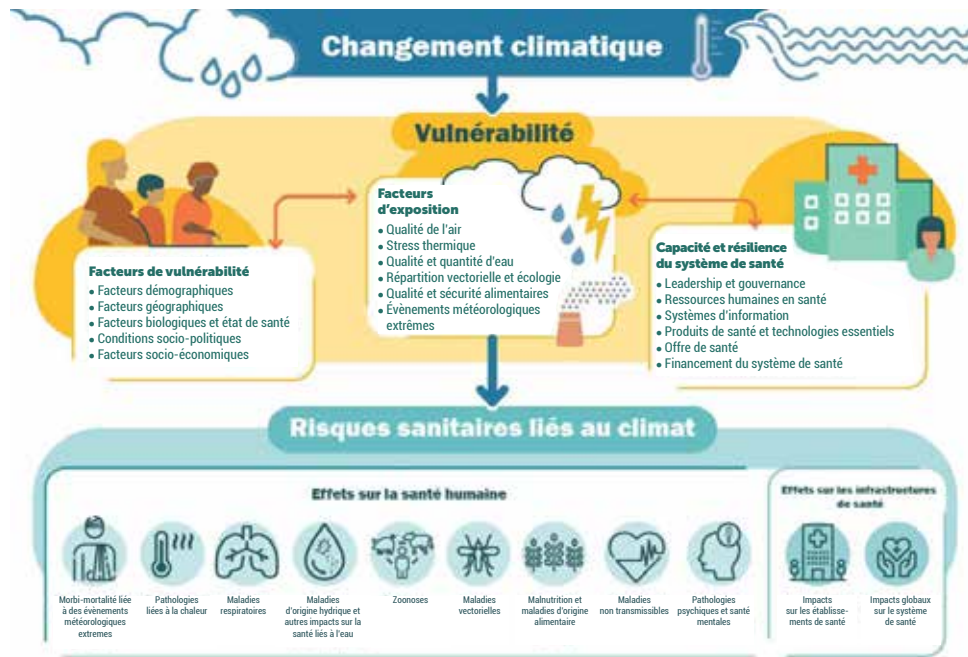 Changement climatique
Vulnérabilité
Facteurs de vulnérabilité
• Facteurs démographiques
• Facteurs géographiques
• Facteurs biologiques et état de santé
• Conditions socio-politiques
• Facteurs socio-économiques
Facteurs
d'exposition
• Qualité de l'air
• Stress thermique
• Qualité et quantité d'eau
• Répartition vectorielle et écologie
• Qualité et sécurité alimentaires
• Évènements météorologiques
extrêmes
Capacité et résilience
du système de santé
• Leadership et gouvernance
• Ressources humaines en santé
• Systèmes d'information
• Produits de santé et technologies essentiels
• Offre de santé
• Financement du système de santé
Risques sanitaires liés au climat
Effets sur la santé humaine
Morbi-mortalité liée
à des évènements
météorologiques
extremes
Pathologies
liées à la chaleur
Maladies
respiratoires
Maladies
d'origine hydrique et
autres impacts sur la
santé liés à l'eau
Zoonoses
Maladies
vectorielles
Malnutrition et
maladies d'origine
alimentaire
Maladies
non transmissibles
Pathologies
psychiques et santé
mentales
Effets sur les infrastructures
de santé
Impacts
sur les établisse-
ments de santé
Impacts globaux
sur le système
de santé